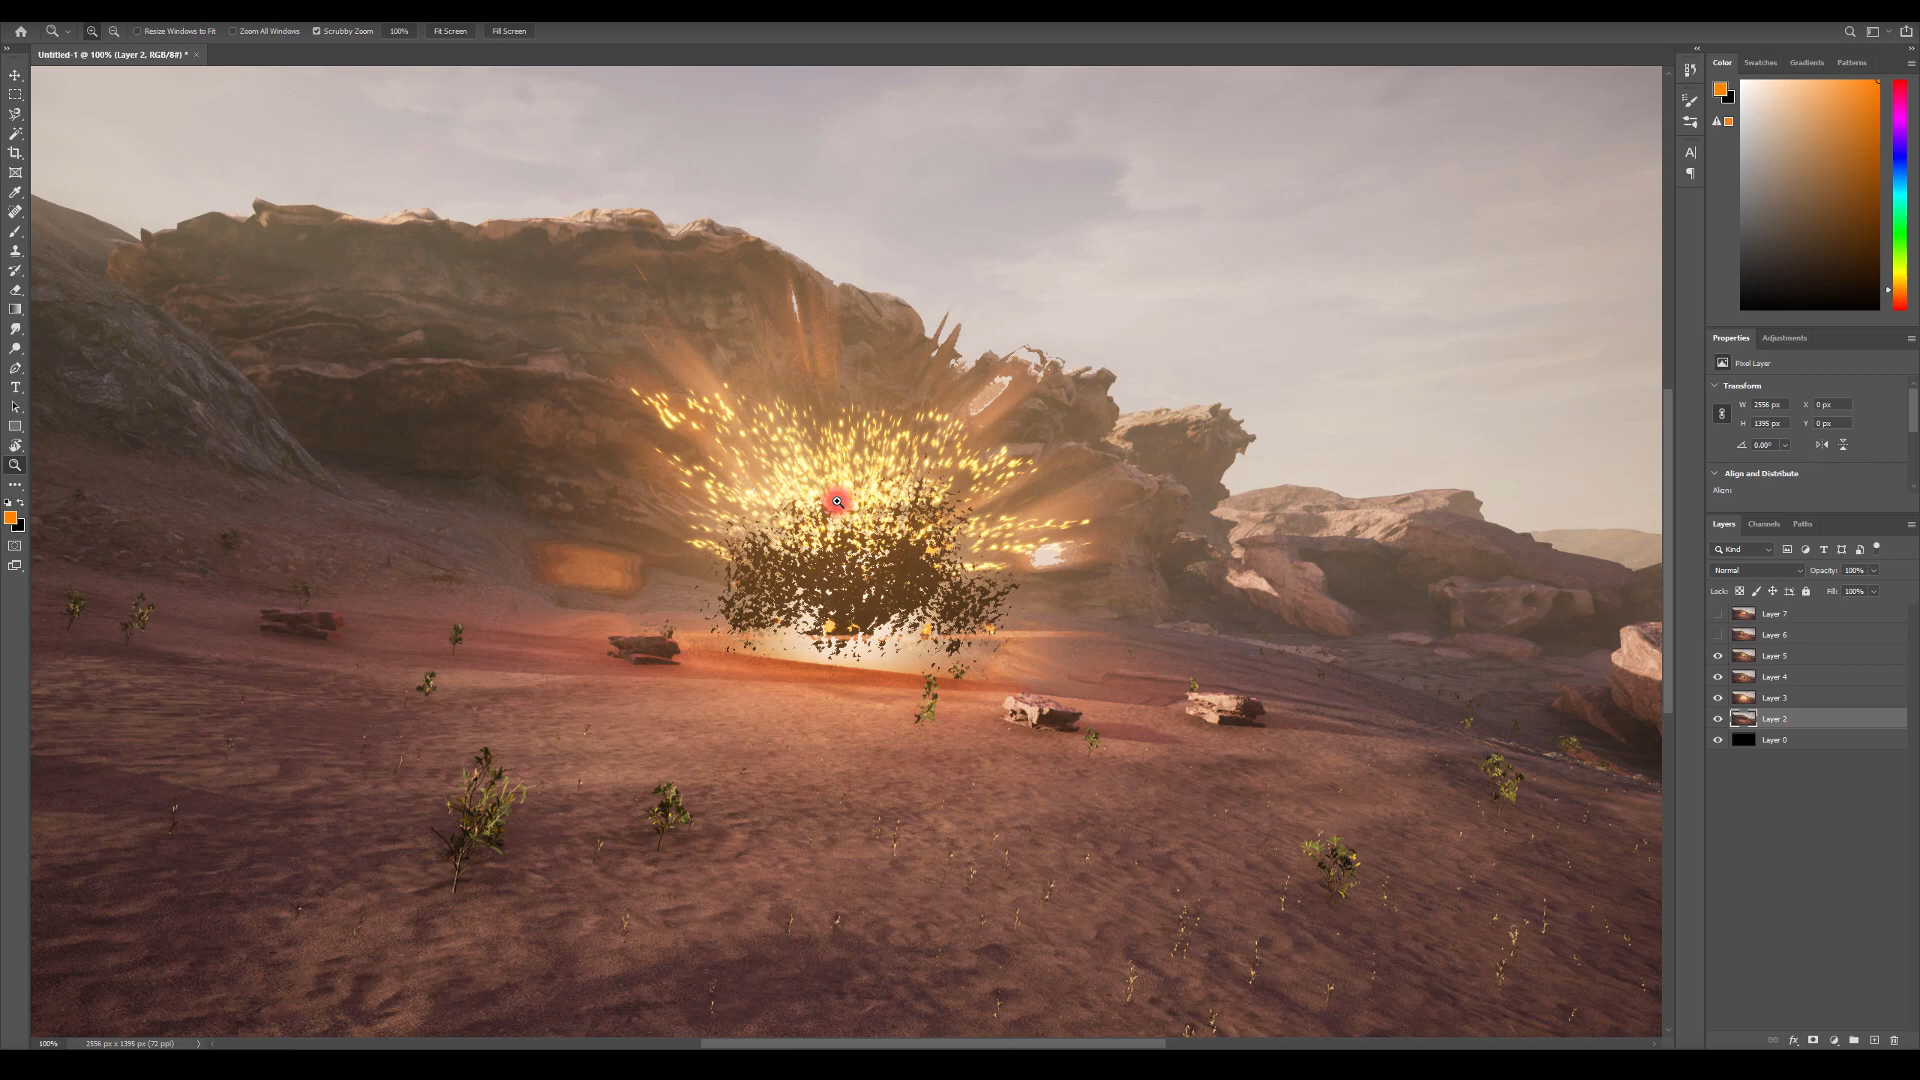 Resize Windows to Fit Zoom All Windows Scrubby Zoom 100% Fit Screen Fill Screen
Untitled-1 @ 100% (Layer 2, RGB/8#) * ×
Color Swatches Gradients Patterns
Properties Adjustments
Pixel Layer
Transform
W 2556 px X 0 px
H 1395 px Y 0 px
0.00°
Align and Distribute
Align:
Layers Channels Paths
Kind
Normal Opacity: 100%
Lock: Fill: 100%
Layer 7
Layer 6
Layer 5
Layer 4
Layer 3
Layer 2
Layer 0
fx
100% 2556 px x 1395 px (72 ppi)